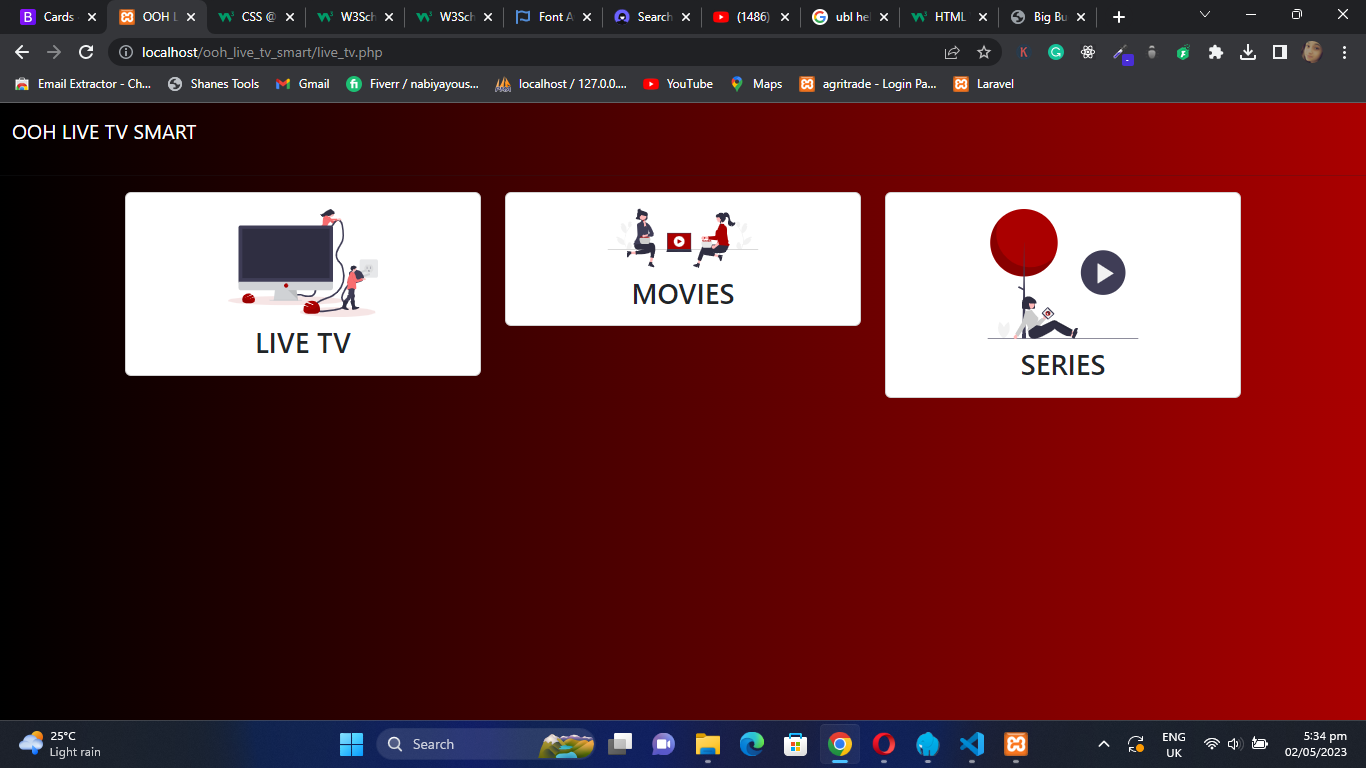 Cards
OOH L
CSS @
W3Sch
W3Sch
Font A
Search
(1486)
ubl hel
HTML
Big Bu
localhost/ooh_live_tv_smart/live_tv.php
Email Extractor - Ch...
Shanes Tools
Gmail
Fiverr / nabiyayous...
localhost / 127.0.0....
YouTube
Maps
agritrade - Login Pa...
Laravel
OOH LIVE TV SMART
LIVE TV
MOVIES
SERIES
25°C
Light rain
Search
ENG
UK
5:34 pm
02/05/2023